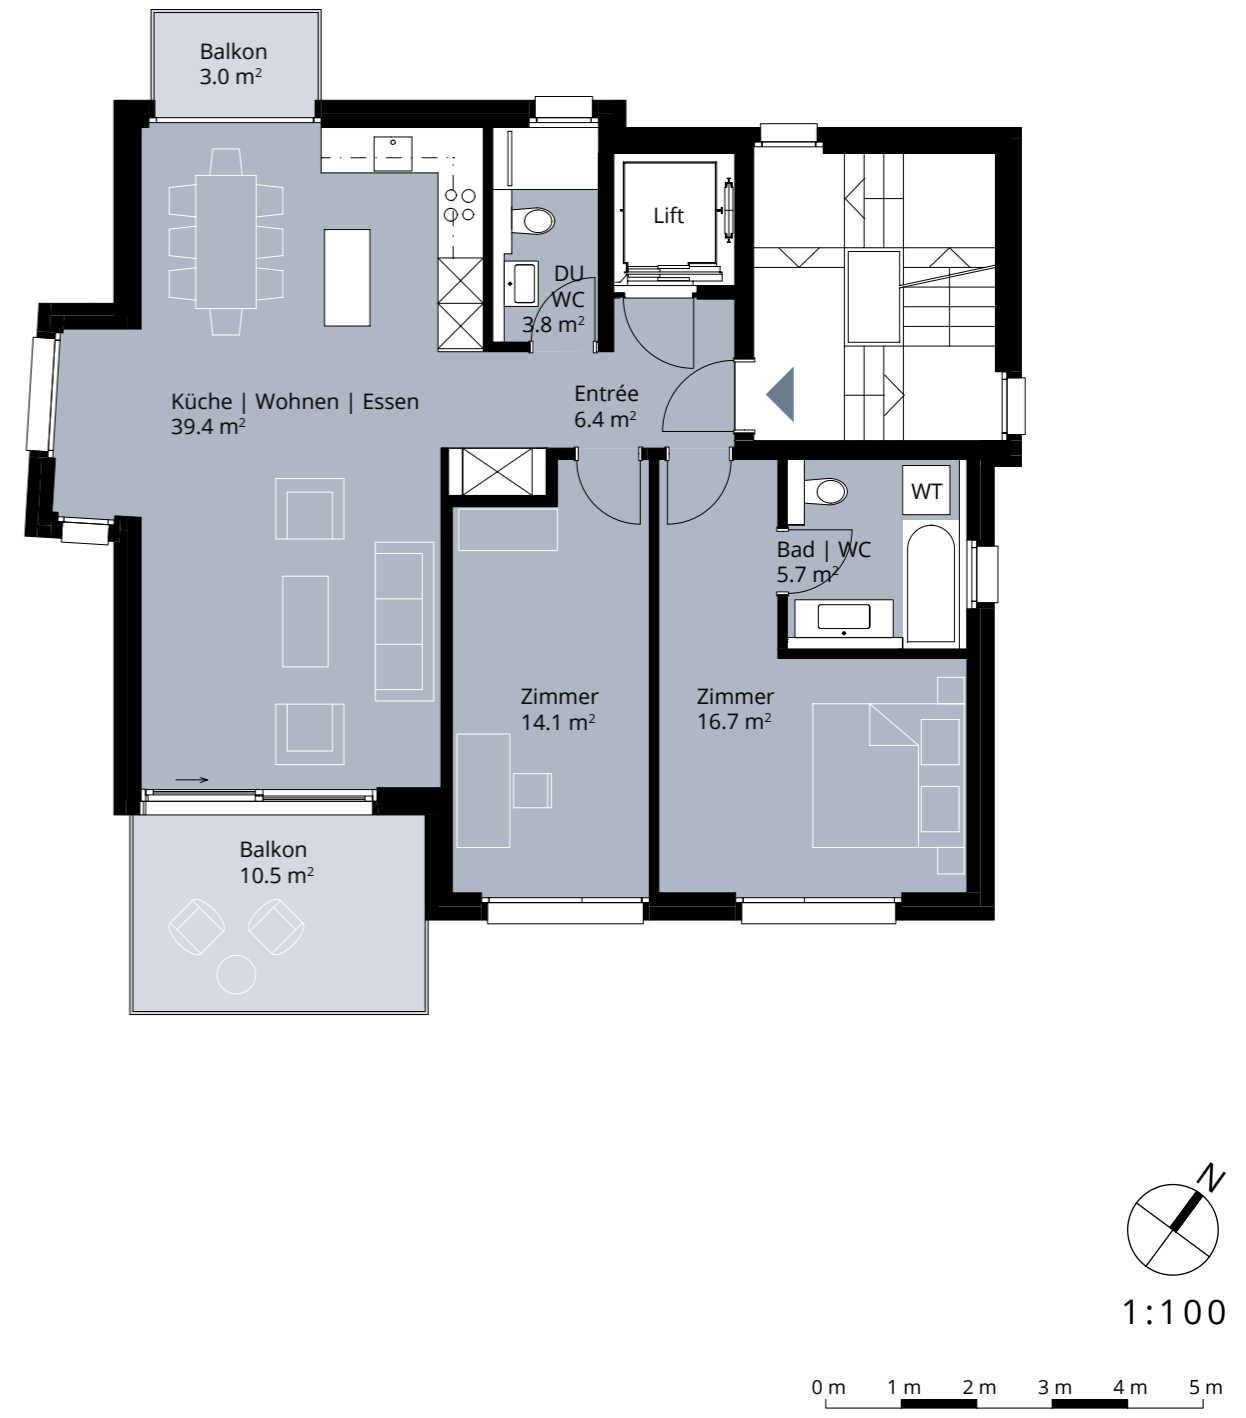 Balkon
3.0 m²
Lift
DU
WC
3.8 m²
Küche | Wohnen | Essen
39.4 m²
Entrée
6.4 m²
WT
Bad | WC
5.7 m²
Zimmer
14.1 m²
Zimmer
16.7 m²
Balkon
10.5 m²
N
1:100
0 m 1 m 2 m 3 m 4 m 5 m